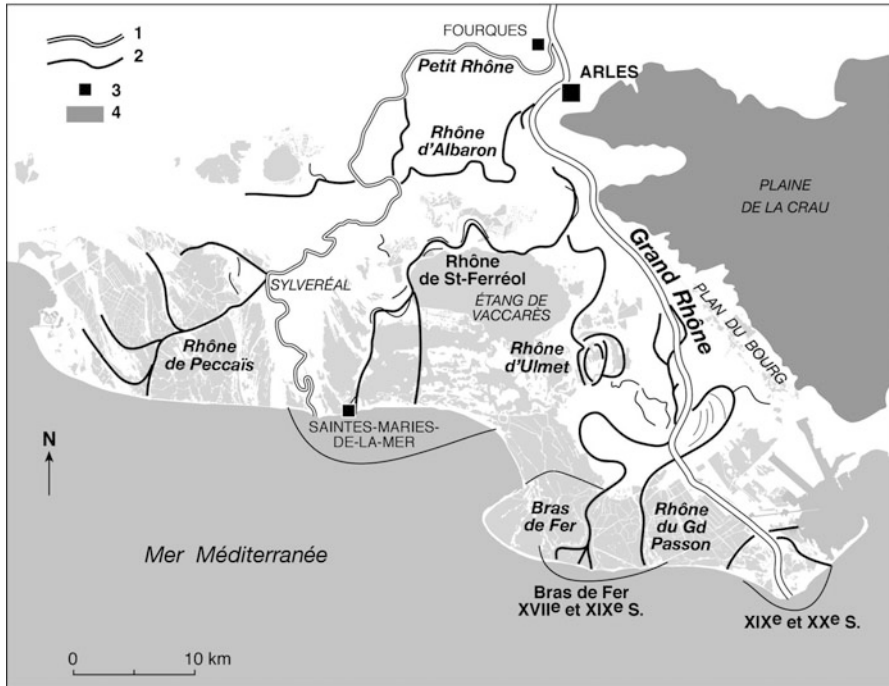 1
2
3
4
FOURQUES
Petit Rhône
ARLES
Rhône
d'Albaron
PLAINE
DE LA CRAU
Grand Rhône
PLAN DU BOURG
SYLVERÉAL
Rhône
de St-Ferréol
ÉTANG DE
VACCARÈS
Rhône
de Peccaïs
Rhône
d'Ulmet
SAINTES-MARIES-
DE-LA-MER
N
Bras
de Fer
Rhône
du Gd
Passon
Mer Méditerranée
Bras de Fer
XVIIe et XIXe S.
XIXe et XXe S.
0 10 km